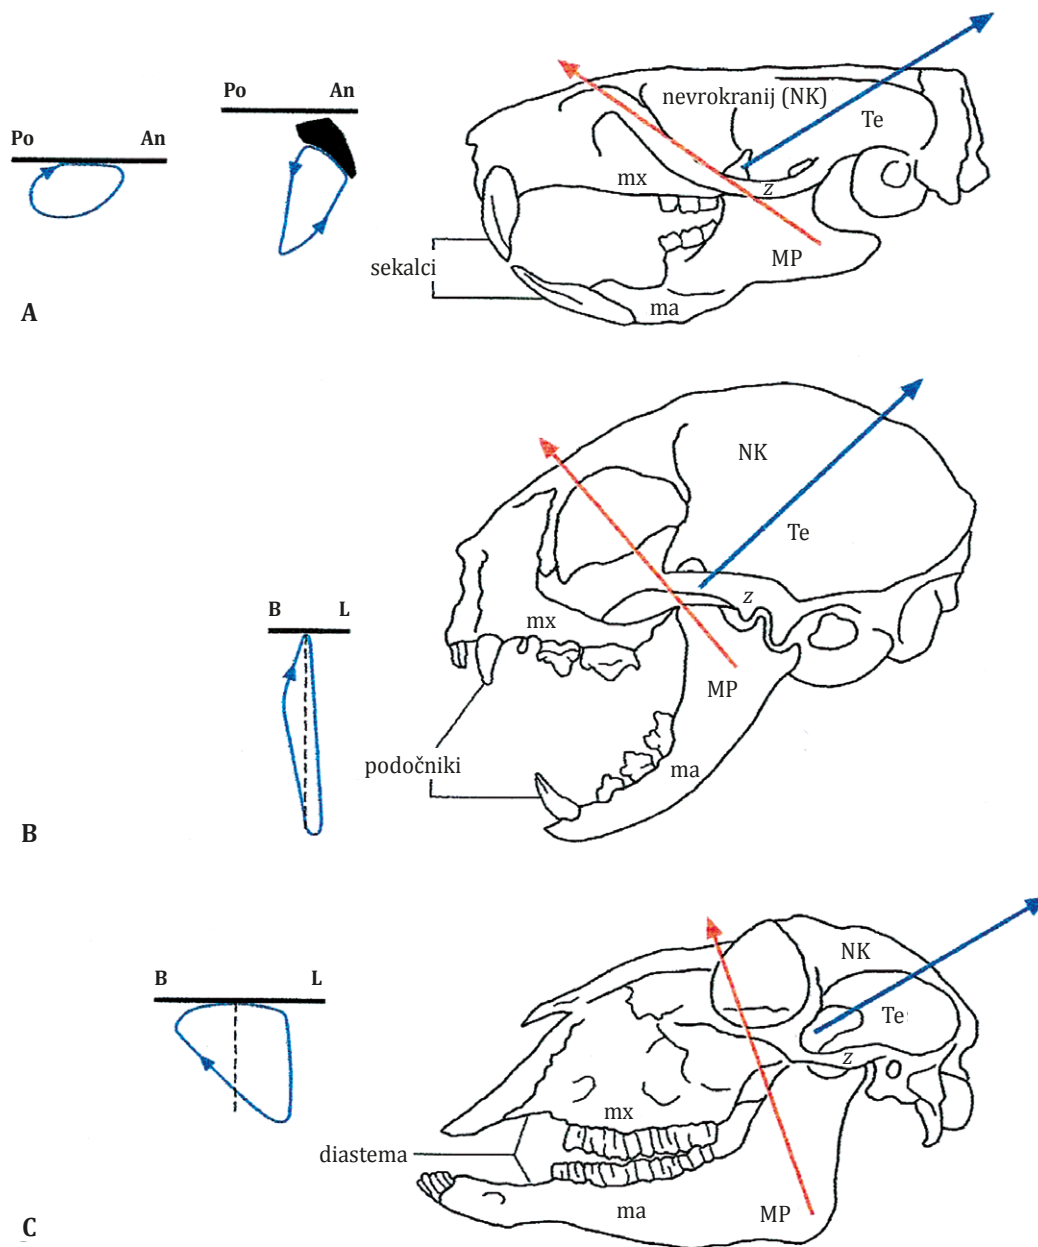 Po An
Po An
nevrokranij (NK)
Te
mx
z
MP
sekalci
ma
A
NK
Te
B L
z
mx
MP
podočniki
ma
B
B L
NK
Te
z
mx
diastema
ma
MP
C